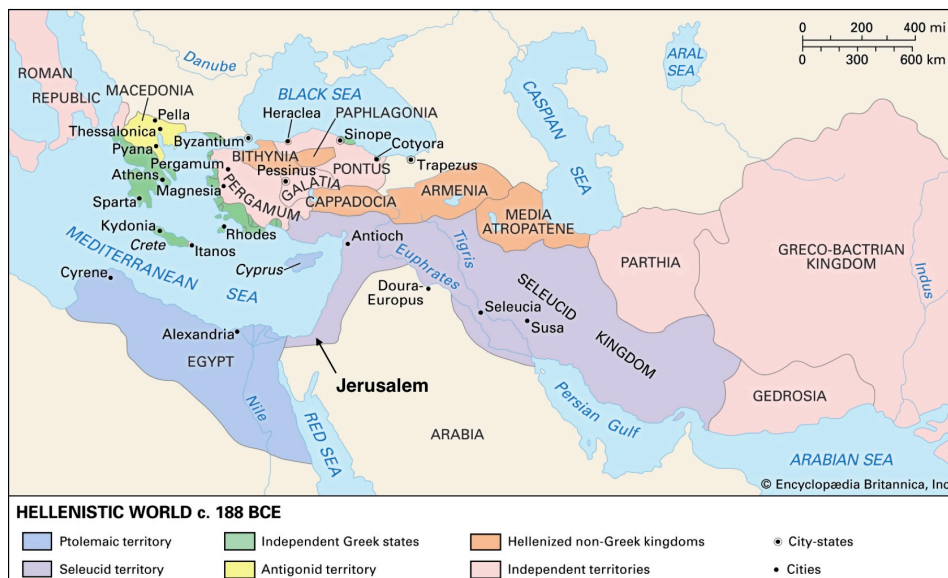 400 mi
0
200
0
300
600 km
Danube
ARAL
SEA
ROMAN
REPUBLIC
MACEDONIA
Pella
Thessalonica
Pyana
Athens
Sparta
Kydonia
Crete
Itanos
BLACK SEA
Heraclea
PAPHLAGONIA
Sinope
Cotyora
Trapezus
Byzantium
BITHYNIA
Pessinus
PONTUS
Pergamum
GALATIA
Magnesia
PERGAMUM
CAPPADOCIA
ARMENIA
MEDIA
ATROPATENE
CASPIAN
SEA
Rhodes
Antioch
Cyprus
MEDITERRANEAN
SEA
Cyrene
Tigris
Euphrates
Doura-
Europus
Seleucia
Susa
SELEUCID
KINGDOM
PARTHIA
GRECO-BACTRIAN
KINGDOM
Indus
Alexandria
EGYPT
Jerusalem
Nile
RED SEA
ARABIA
Persian Gulf
GEDROSIA
ARABIAN SEA
© Encyclopædia Britannica, Inc
HELLENISTIC WORLD c. 188 BCE
Ptolemaic territory
Independent Greek states
Hellenized non-Greek kingdoms
City-states
Seleucid territory
Antigonid territory
Independent territories
Cities